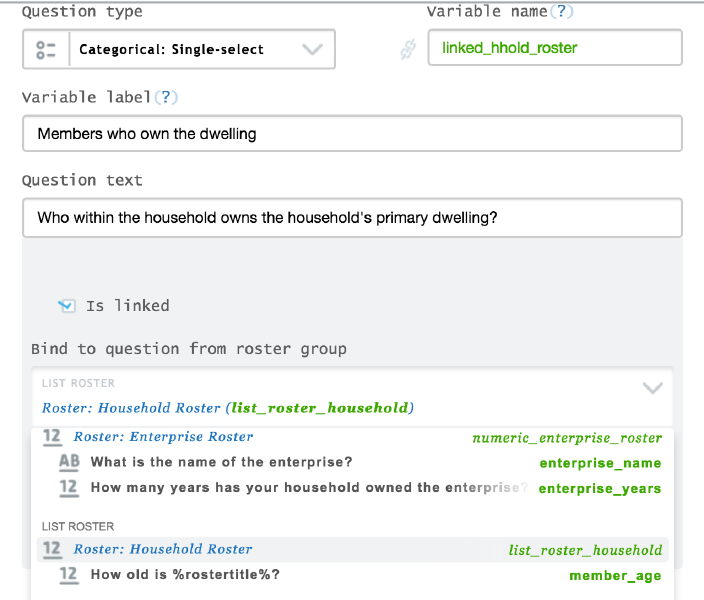 Question type Variable name(?)
Categorical: Single-select linked_hhold_roster
Variable label(?)
Members who own the dwelling
Question text
Who within the household owns the household's primary dwelling?
Is linked
Bind to question from roster group
LIST ROSTER
Roster: Household Roster (list_roster_household)
12 Roster: Enterprise Roster numeric_enterprise_roster
AB What is the name of the enterprise? enterprise_name
12 How many years has your household owned the enterprise? enterprise_years
LIST ROSTER
12 Roster: Household Roster list_roster_household
12 How old is %rostertitle%? member_age